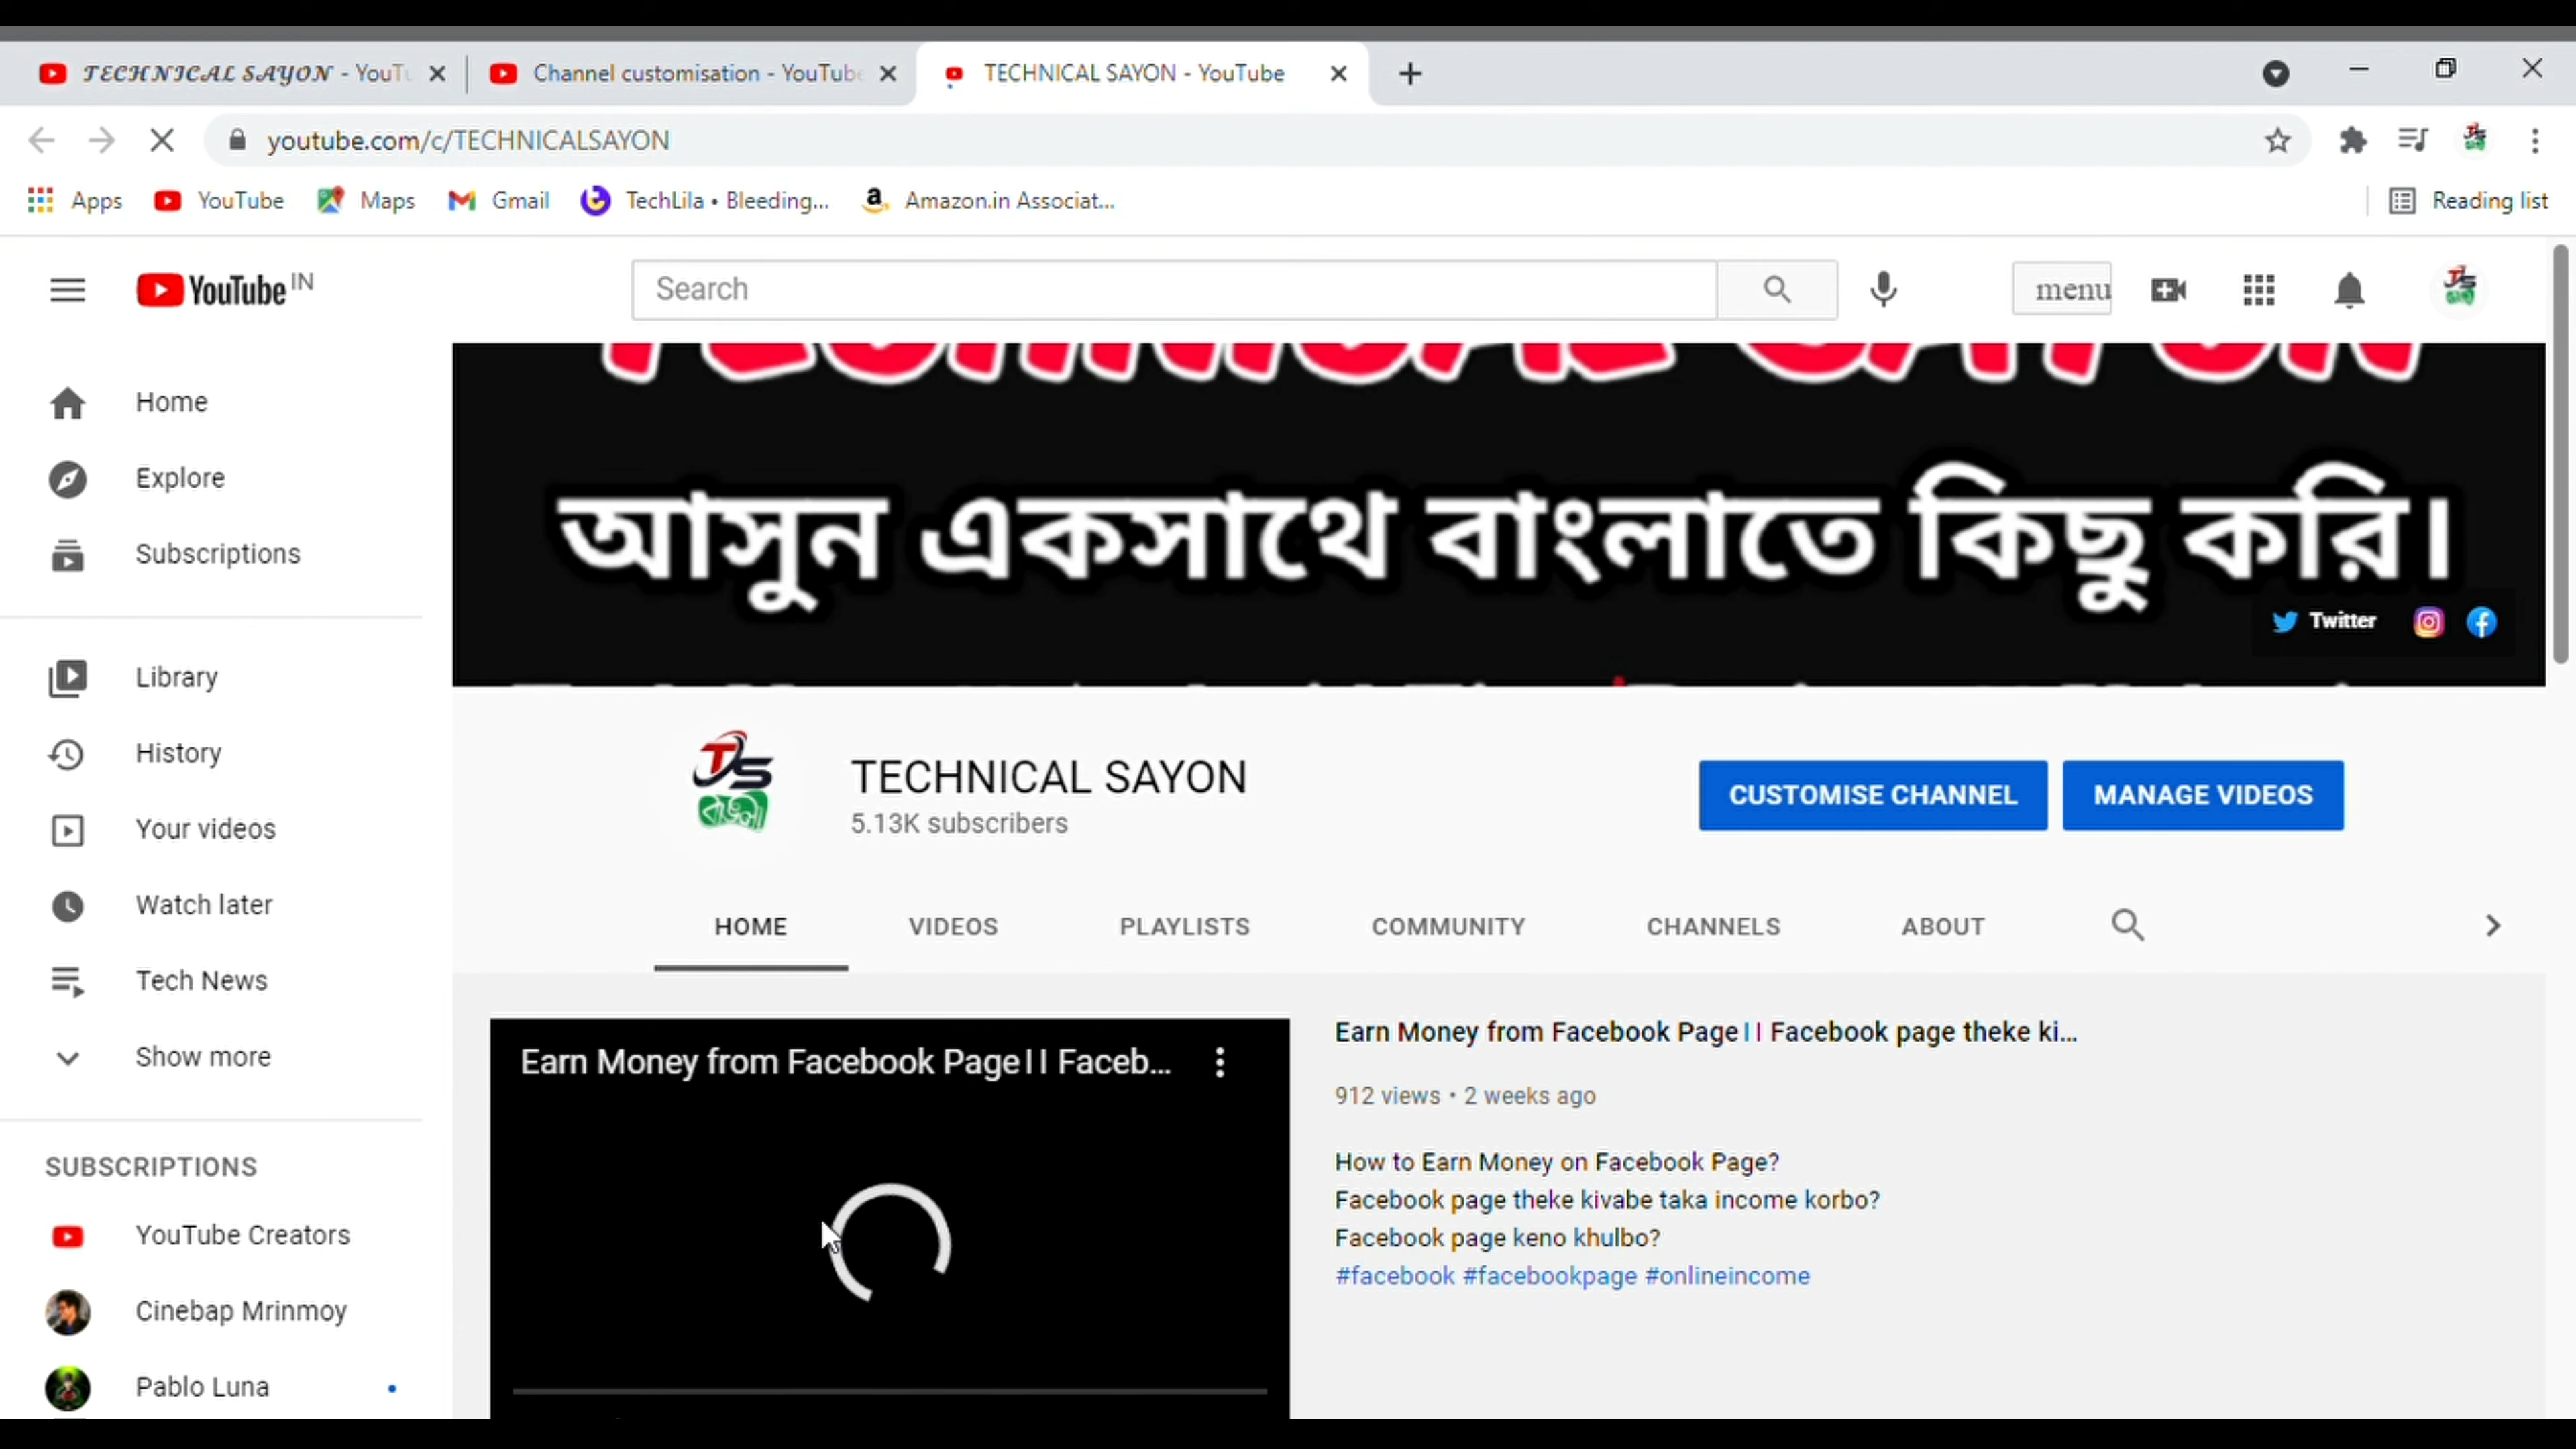 𝓣𝓔𝓒𝓗𝓝𝓘𝓒𝓐𝓛 𝓢𝓐𝓨𝓞𝓝 - YouTu
Channel customisation - YouTube
TECHNICAL SAYON - YouTube
youtube.com/c/TECHNICALSAYON
Apps
YouTube
Maps
Gmail
TechLila • Bleeding...
Amazon.in Associat...
Reading list
YouTube IN
Search
menu
Home
Explore
Subscriptions
Library
History
Your videos
Watch later
Tech News
Show more
SUBSCRIPTIONS
YouTube Creators
Cinebap Mrinmoy
Pablo Luna
TECHNICAL SAYON
আসুন একসাথে বাংলাতে কিছু করি।
Twitter
TS
বাংলা
TECHNICAL SAYON
5.13K subscribers
CUSTOMISE CHANNEL
MANAGE VIDEOS
HOME
VIDEOS
PLAYLISTS
COMMUNITY
CHANNELS
ABOUT
Earn Money from Facebook Page।। Faceb...
Earn Money from Facebook Page।। Facebook page theke ki...
912 views • 2 weeks ago
How to Earn Money on Facebook Page?
Facebook page theke kivabe taka income korbo?
Facebook page keno khulbo?
#facebook #facebookpage #onlineincome